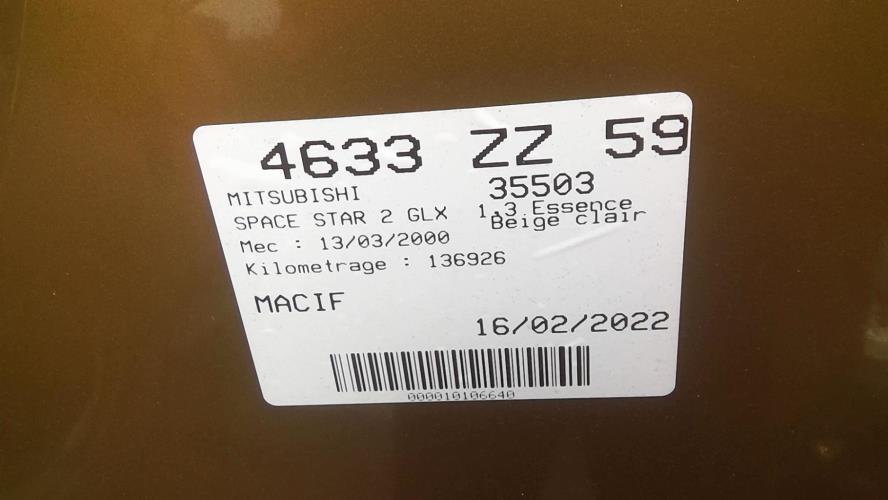 4633 ZZ 59
MITSUBISHI 35503
SPACE STAR 2 GLX 1.3 Essence
Beige clair
Mec : 13/03/2000
Kilometrage : 136926
MACIF
16/02/2022
000010106640